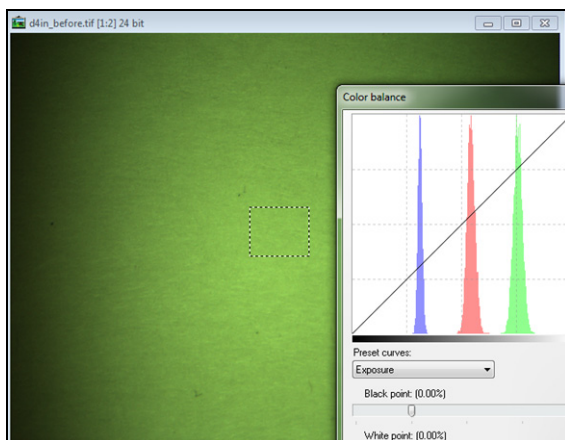 d4in_before.tif [1:2] 24 bit
Color balance
Preset curves:
Exposure
Black point: (0.00%)
White point: (0.00%)